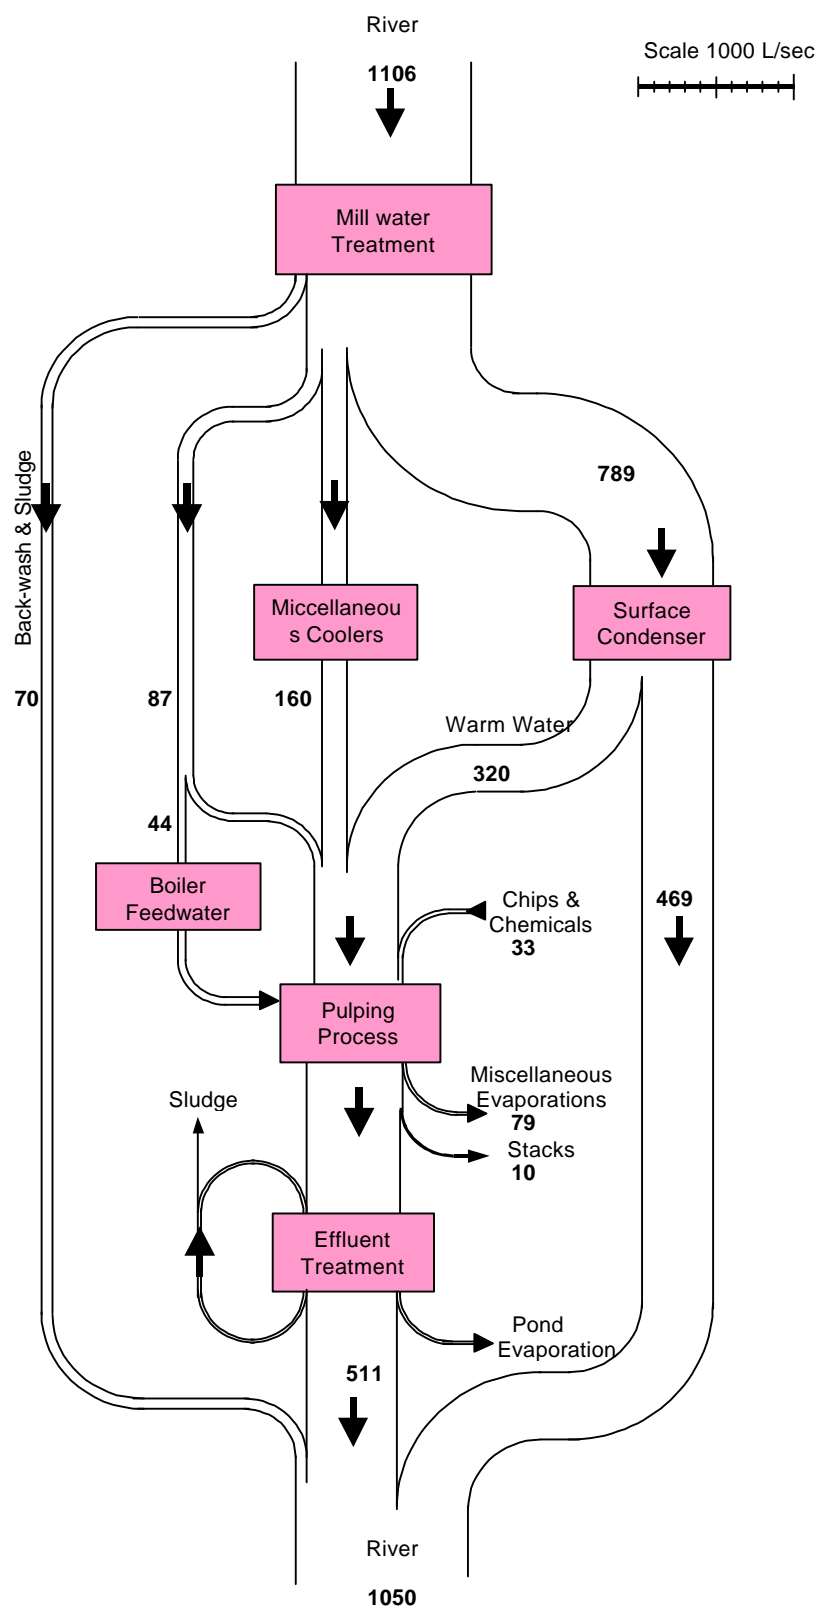 River
1106
Scale 1000 L/sec
Mill water
Treatment
789
Back-wash & Sludge
Miccellaneou
s Coolers
Surface
Condenser
70
87
160
Warm Water
320
44
Boiler
Feedwater
Chips &
Chemicals
33
469
Pulping
Process
Miscellaneous
Evaporations
79
Stacks
10
Sludge
Effluent
Treatment
Pond
Evaporation
511
River
1050